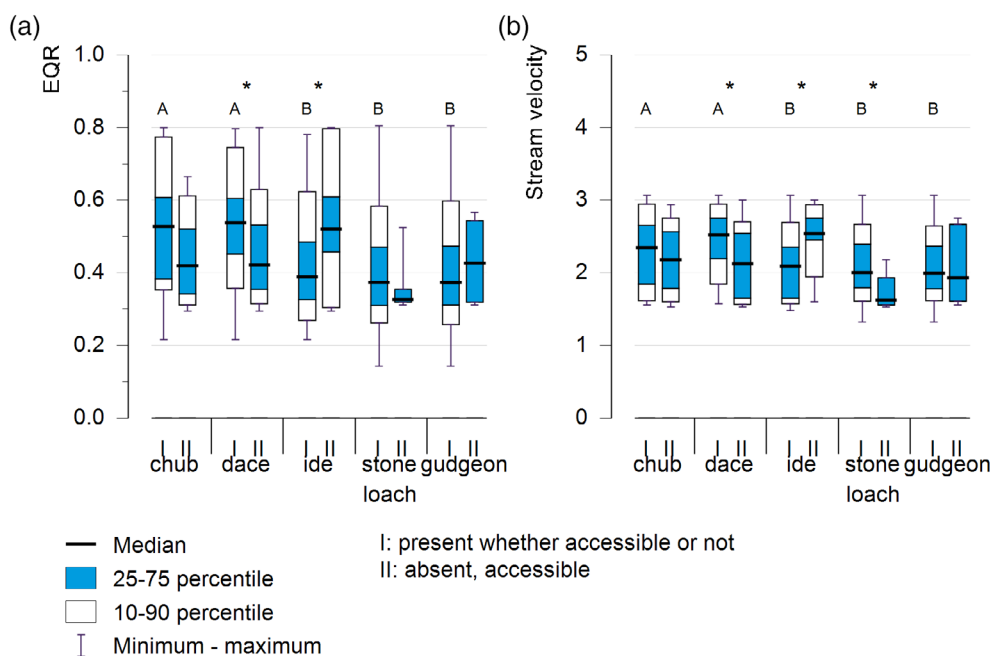 (a)
EQR
1.0
0.8
0.6
0.4
0.2
0.0
* *
A A B B B
I II I II I II I II I II
chub dace ide stone gudgeon
loach
(b)
Stream velocity
5
4
3
2
1
0
* * *
A A B B B
I II I II I II I II I II
chub dace ide stone gudgeon
loach
Median
25-75 percentile
10-90 percentile
Minimum - maximum
I: present whether accessible or not
II: absent, accessible